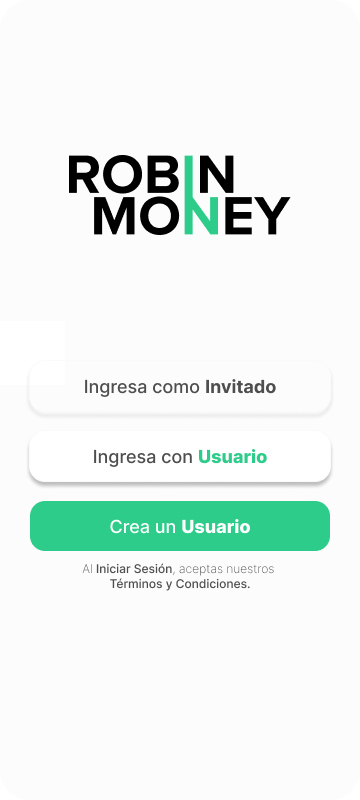 ROBIN
MONEY
Ingresa como Invitado
Ingresa con Usuario
Crea un Usuario
Al Iniciar Sesión, aceptas nuestros
Términos y Condiciones.